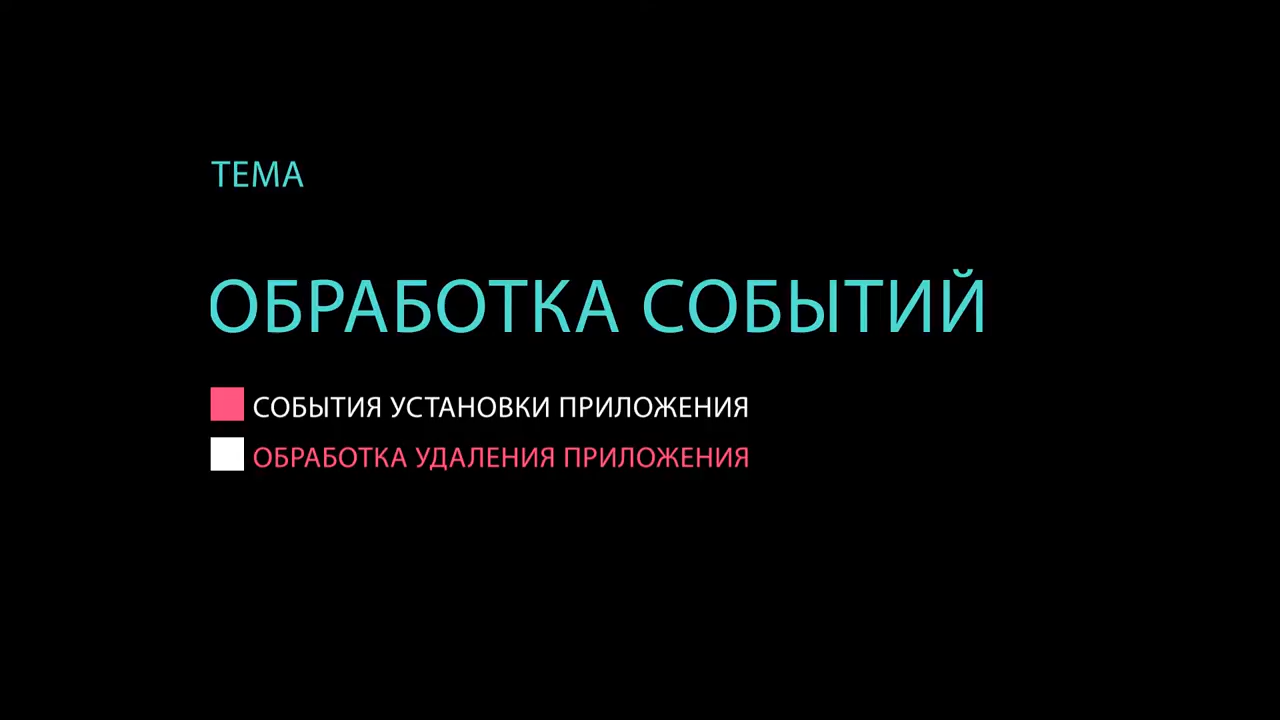 ТЕМА
ОБРАБОТКА СОБЫТИЙ
СОБЫТИЯ УСТАНОВКИ ПРИЛОЖЕНИЯ
ОБРАБОТКА УДАЛЕНИЯ ПРИЛОЖЕНИЯ